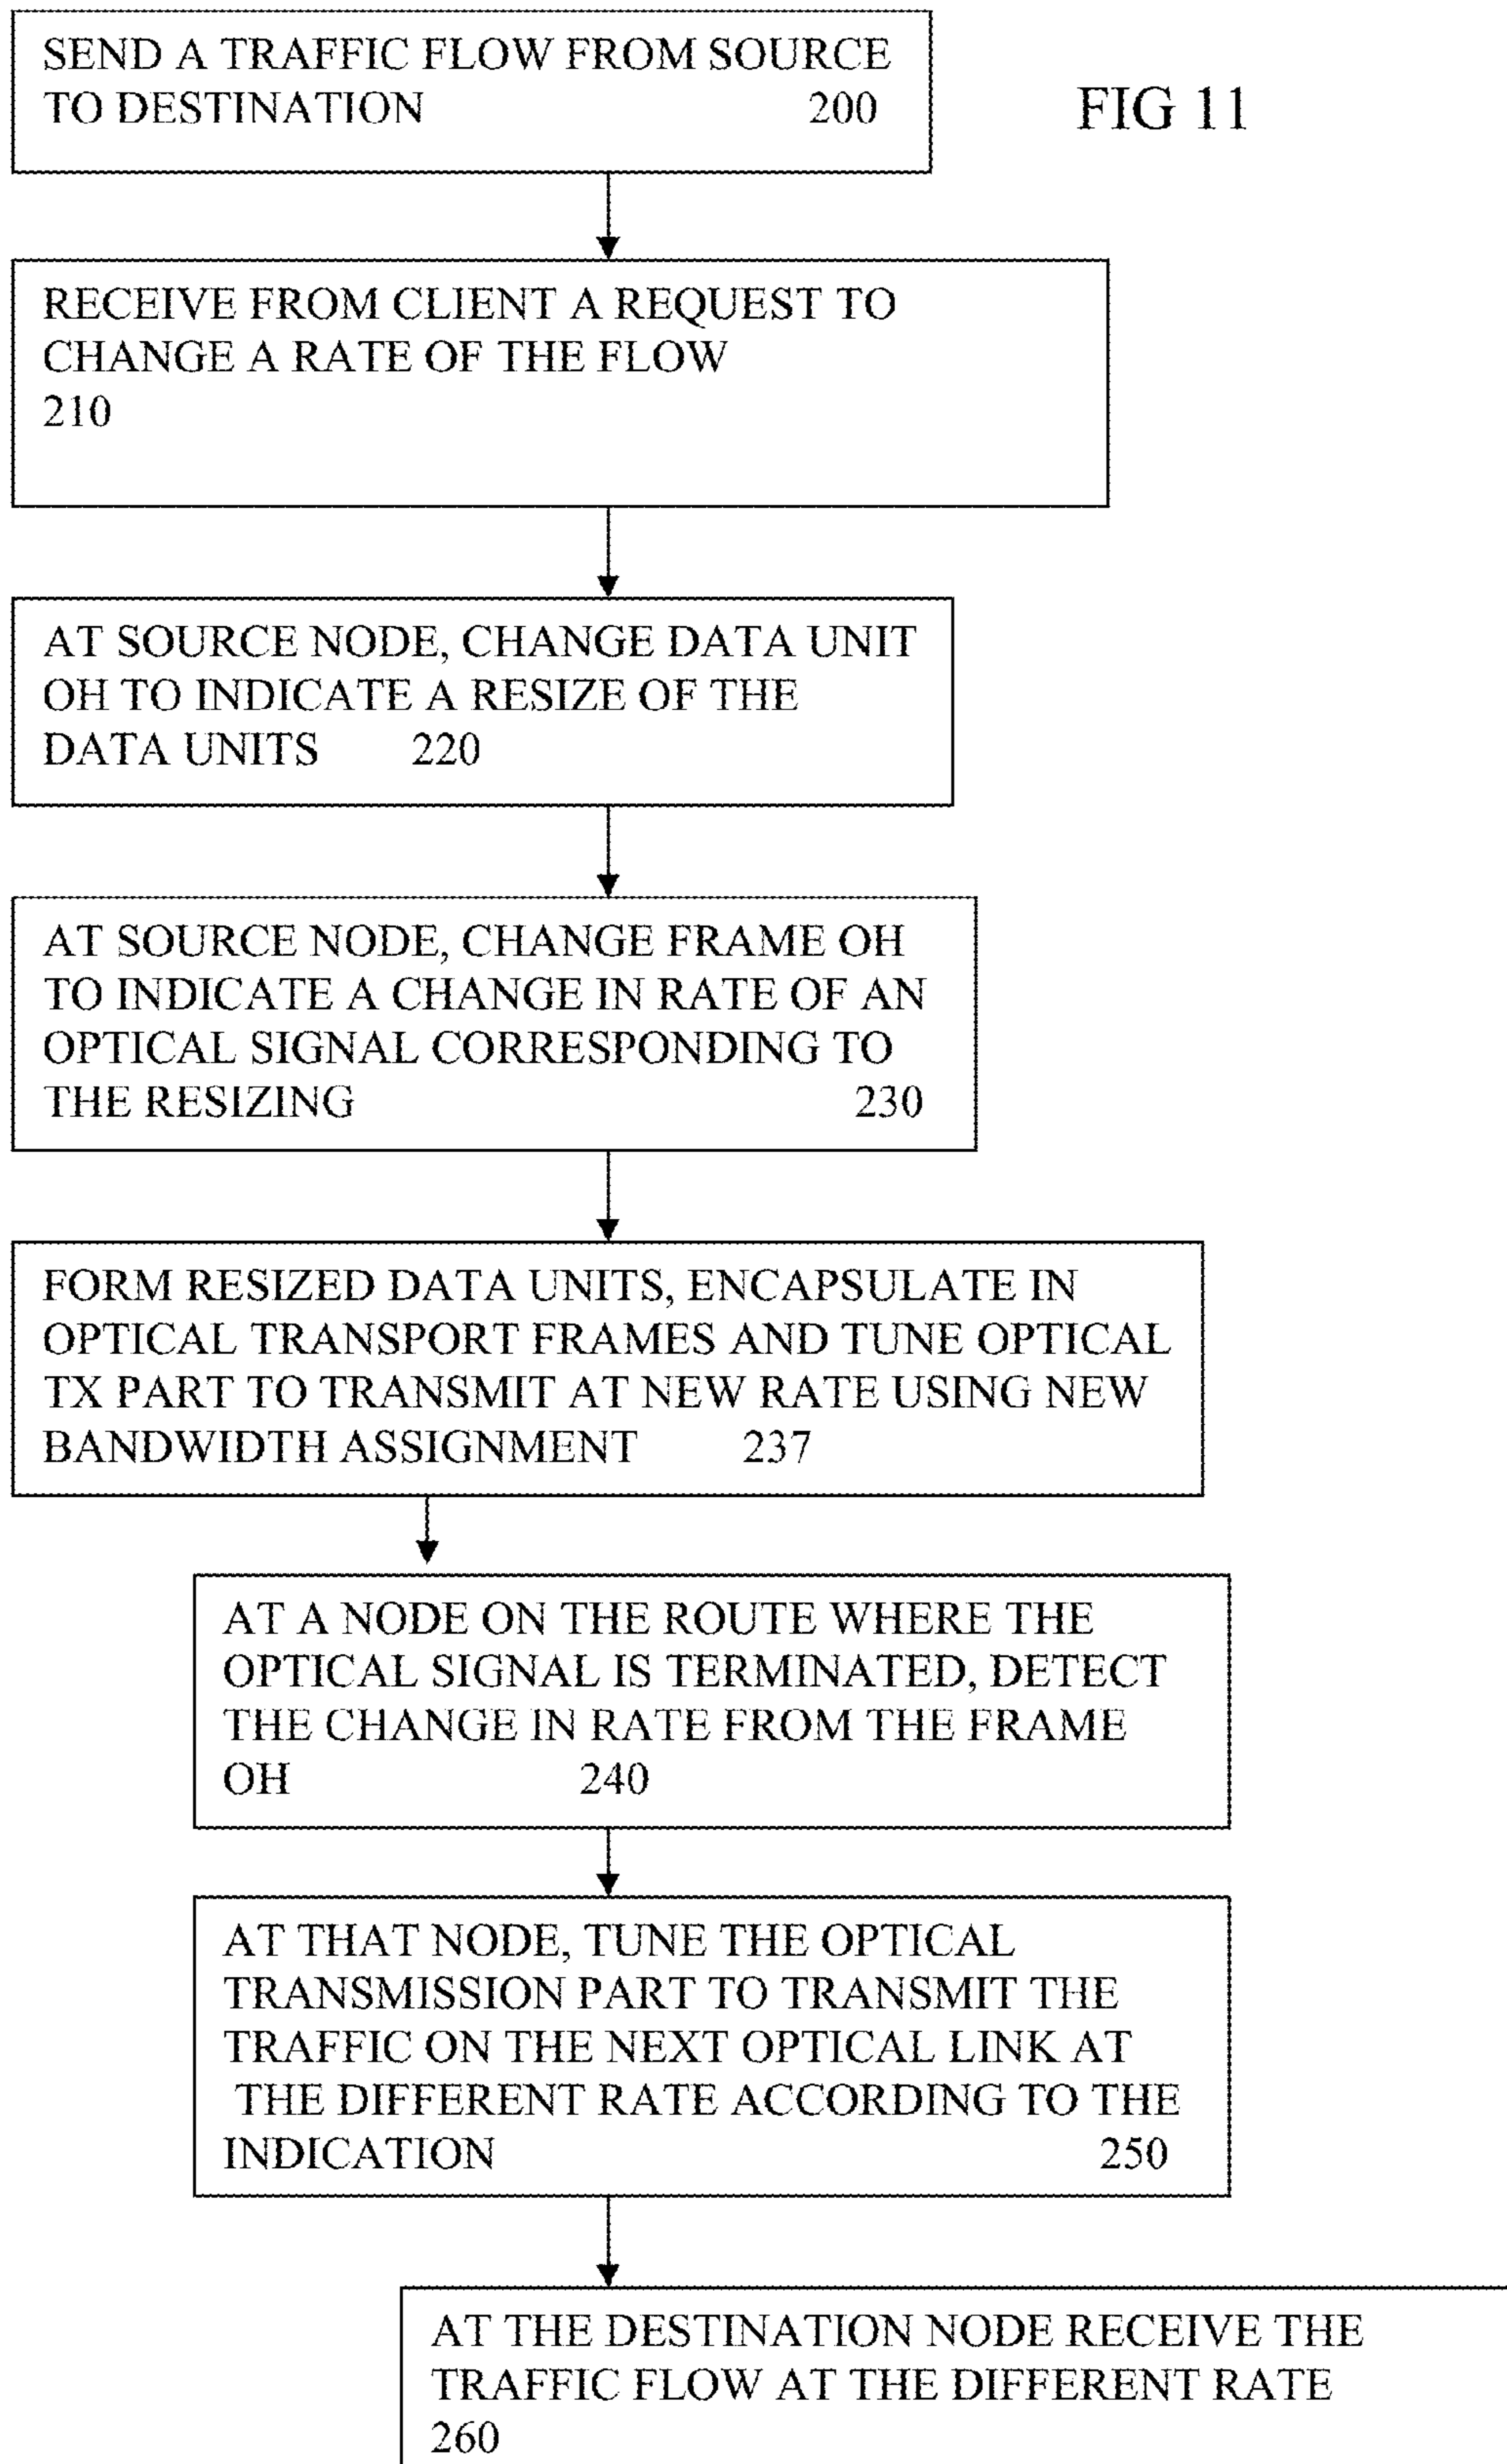 SEND A TRAFFIC FLOW FROM SOURCE
TO DESTINATION 200
FIG 11
RECEIVE FROM CLIENT A REQUEST TO
CHANGE A RATE OF THE FLOW
210
AT SOURCE NODE, CHANGE DATA UNIT
OH TO INDICATE A RESIZE OF THE
DATA UNITS 220
AT SOURCE NODE, CHANGE FRAME OH
TO INDICATE A CHANGE IN RATE OF AN
OPTICAL SIGNAL CORRESPONDING TO
THE RESIZING 230
FORM RESIZED DATA UNITS, ENCAPSULATE IN
OPTICAL TRANSPORT FRAMES AND TUNE OPTICAL
TX PART TO TRANSMIT AT NEW RATE USING NEW
BANDWIDTH ASSIGNMENT 237
AT A NODE ON THE ROUTE WHERE THE
OPTICAL SIGNAL IS TERMINATED, DETECT
THE CHANGE IN RATE FROM THE FRAME
OH 240
AT THAT NODE, TUNE THE OPTICAL
TRANSMISSION PART TO TRANSMIT THE
TRAFFIC ON THE NEXT OPTICAL LINK AT
THE DIFFERENT RATE ACCORDING TO THE
INDICATION 250
AT THE DESTINATION NODE RECEIVE THE
TRAFFIC FLOW AT THE DIFFERENT RATE
260